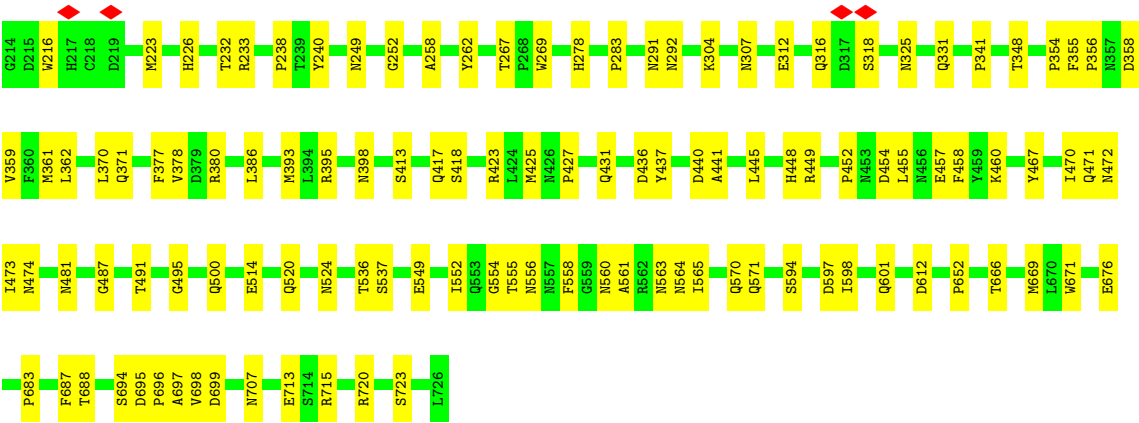 G214 D215 W216 H217 C218 D219 M223 H226 T232 R233 P238 T239 Y240 N249 G252 A258 Y262 T267 P268 W269 H278 P283 N291 N292 K304 N307 E312 Q316 D317 S318 N325 Q331 P341 T348 P354 F355 P356 N357 D358
V359 F360 M361 L362 L370 Q371 F377 V378 D379 R380 L386 M393 L394 R395 N398 S413 Q417 S418 R423 L424 M425 N426 P427 Q431 D436 Y437 D440 A441 L445 H448 R449 P452 N453 D454 L455 N456 E457 F458 Y459 K460 Y467 I470 Q471 N472
I473 N474 N481 G487 T491 G495 Q500 E514 Q520 N524 T536 S537 E549 I552 Q553 G554 T555 N556 N557 F558 G559 N560 A561 R562 N563 N564 I565 Q570 Q571 S594 D597 I598 Q601 D612 P652 T666 M669 L670 W671 E676
P683 F687 T688 S694 D695 P696 A697 V698 D699 N707 E713 S714 R715 R720 S723 L726